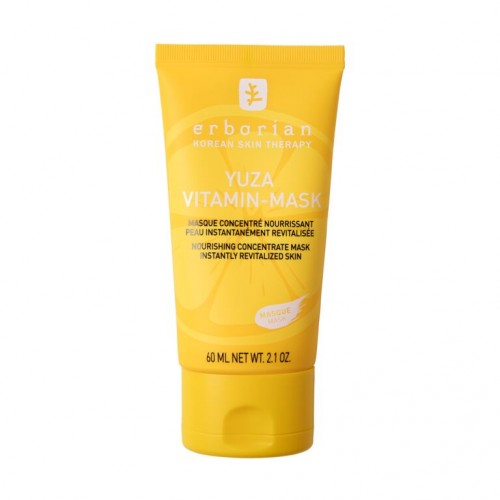 erborian
KOREAN SKIN THERAPY
YUZA
VITAMIN-MASK
MASQUE CONCENTRÉ NOURRISSANT
PEAU INSTANTANÉMENT REVITALISÉE
NOURISHING CONCENTRATE MASK
INSTANTLY REVITALIZED SKIN
MASQUE
60 ML NET WT. 2.1 OZ.